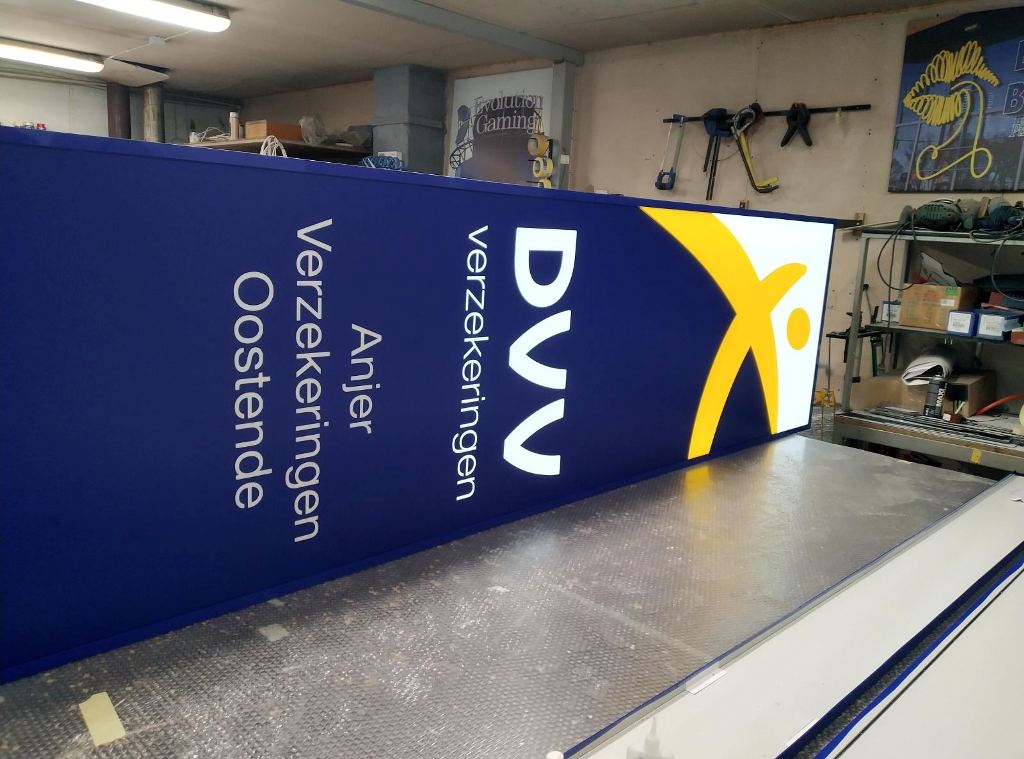 DVV
verzekeringen
Anjer
Verzekeringen
Oostende
Evolution
Gaming